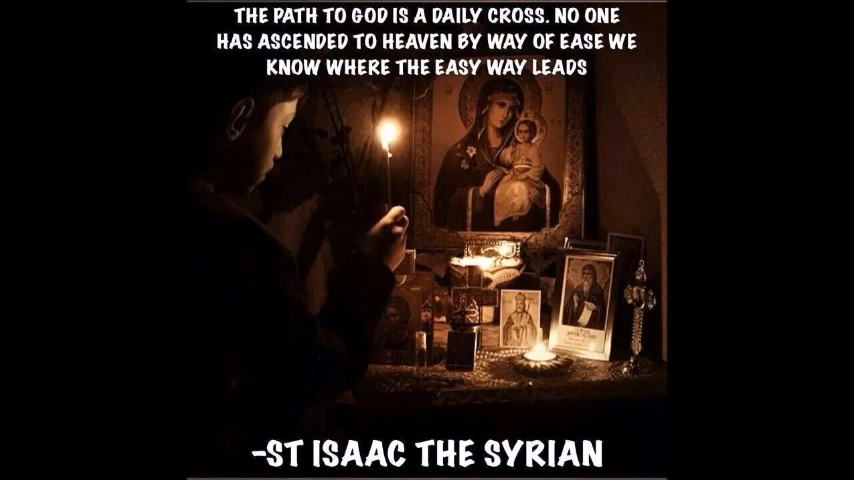 THE PATH TO GOD IS A DAILY CROSS. NO ONE
HAS ASCENDED TO HEAVEN BY WAY OF EASE WE
KNOW WHERE THE EASY WAY LEADS
-ST ISAAC THE SYRIAN